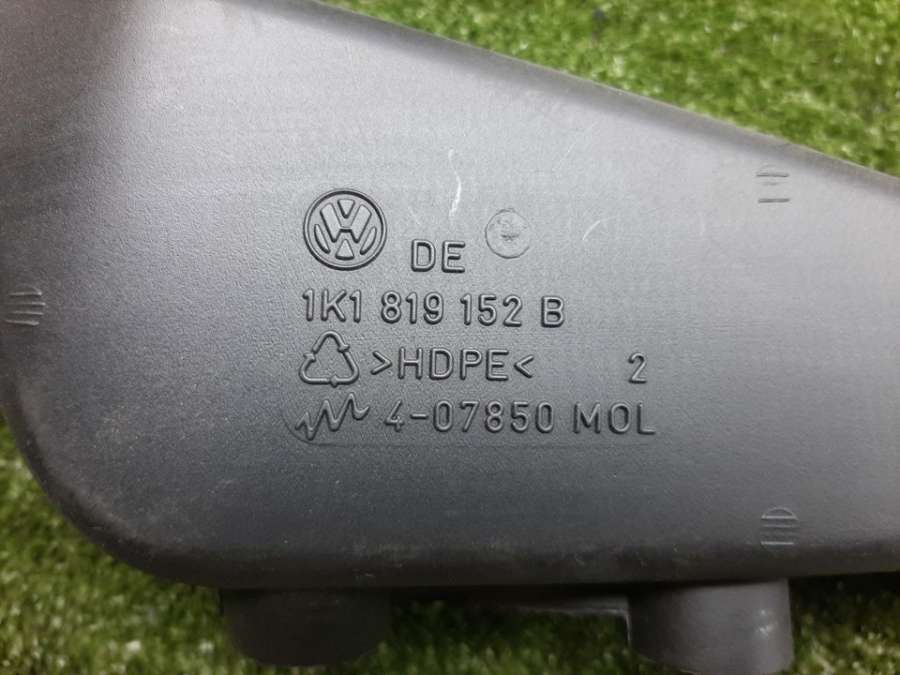 DE
1K1 819 152 B
>HDPE< 2
4-07850 MOL